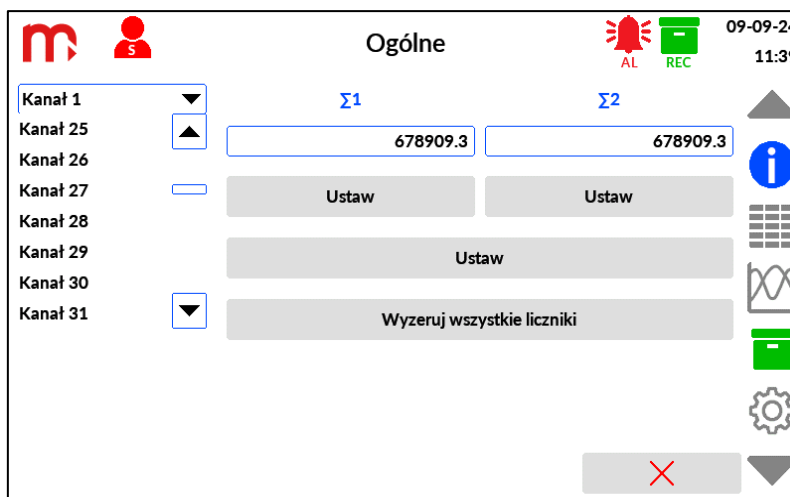 Ogólne
S
AL
REC
09-09-24
11:39
Kanał 1
Kanał 25
Kanał 26
Kanał 27
Kanał 28
Kanał 29
Kanał 30
Kanał 31
∑1
∑2
678909.3
678909.3
Ustaw
Ustaw
Ustaw
Wyzeruj wszystkie liczniki